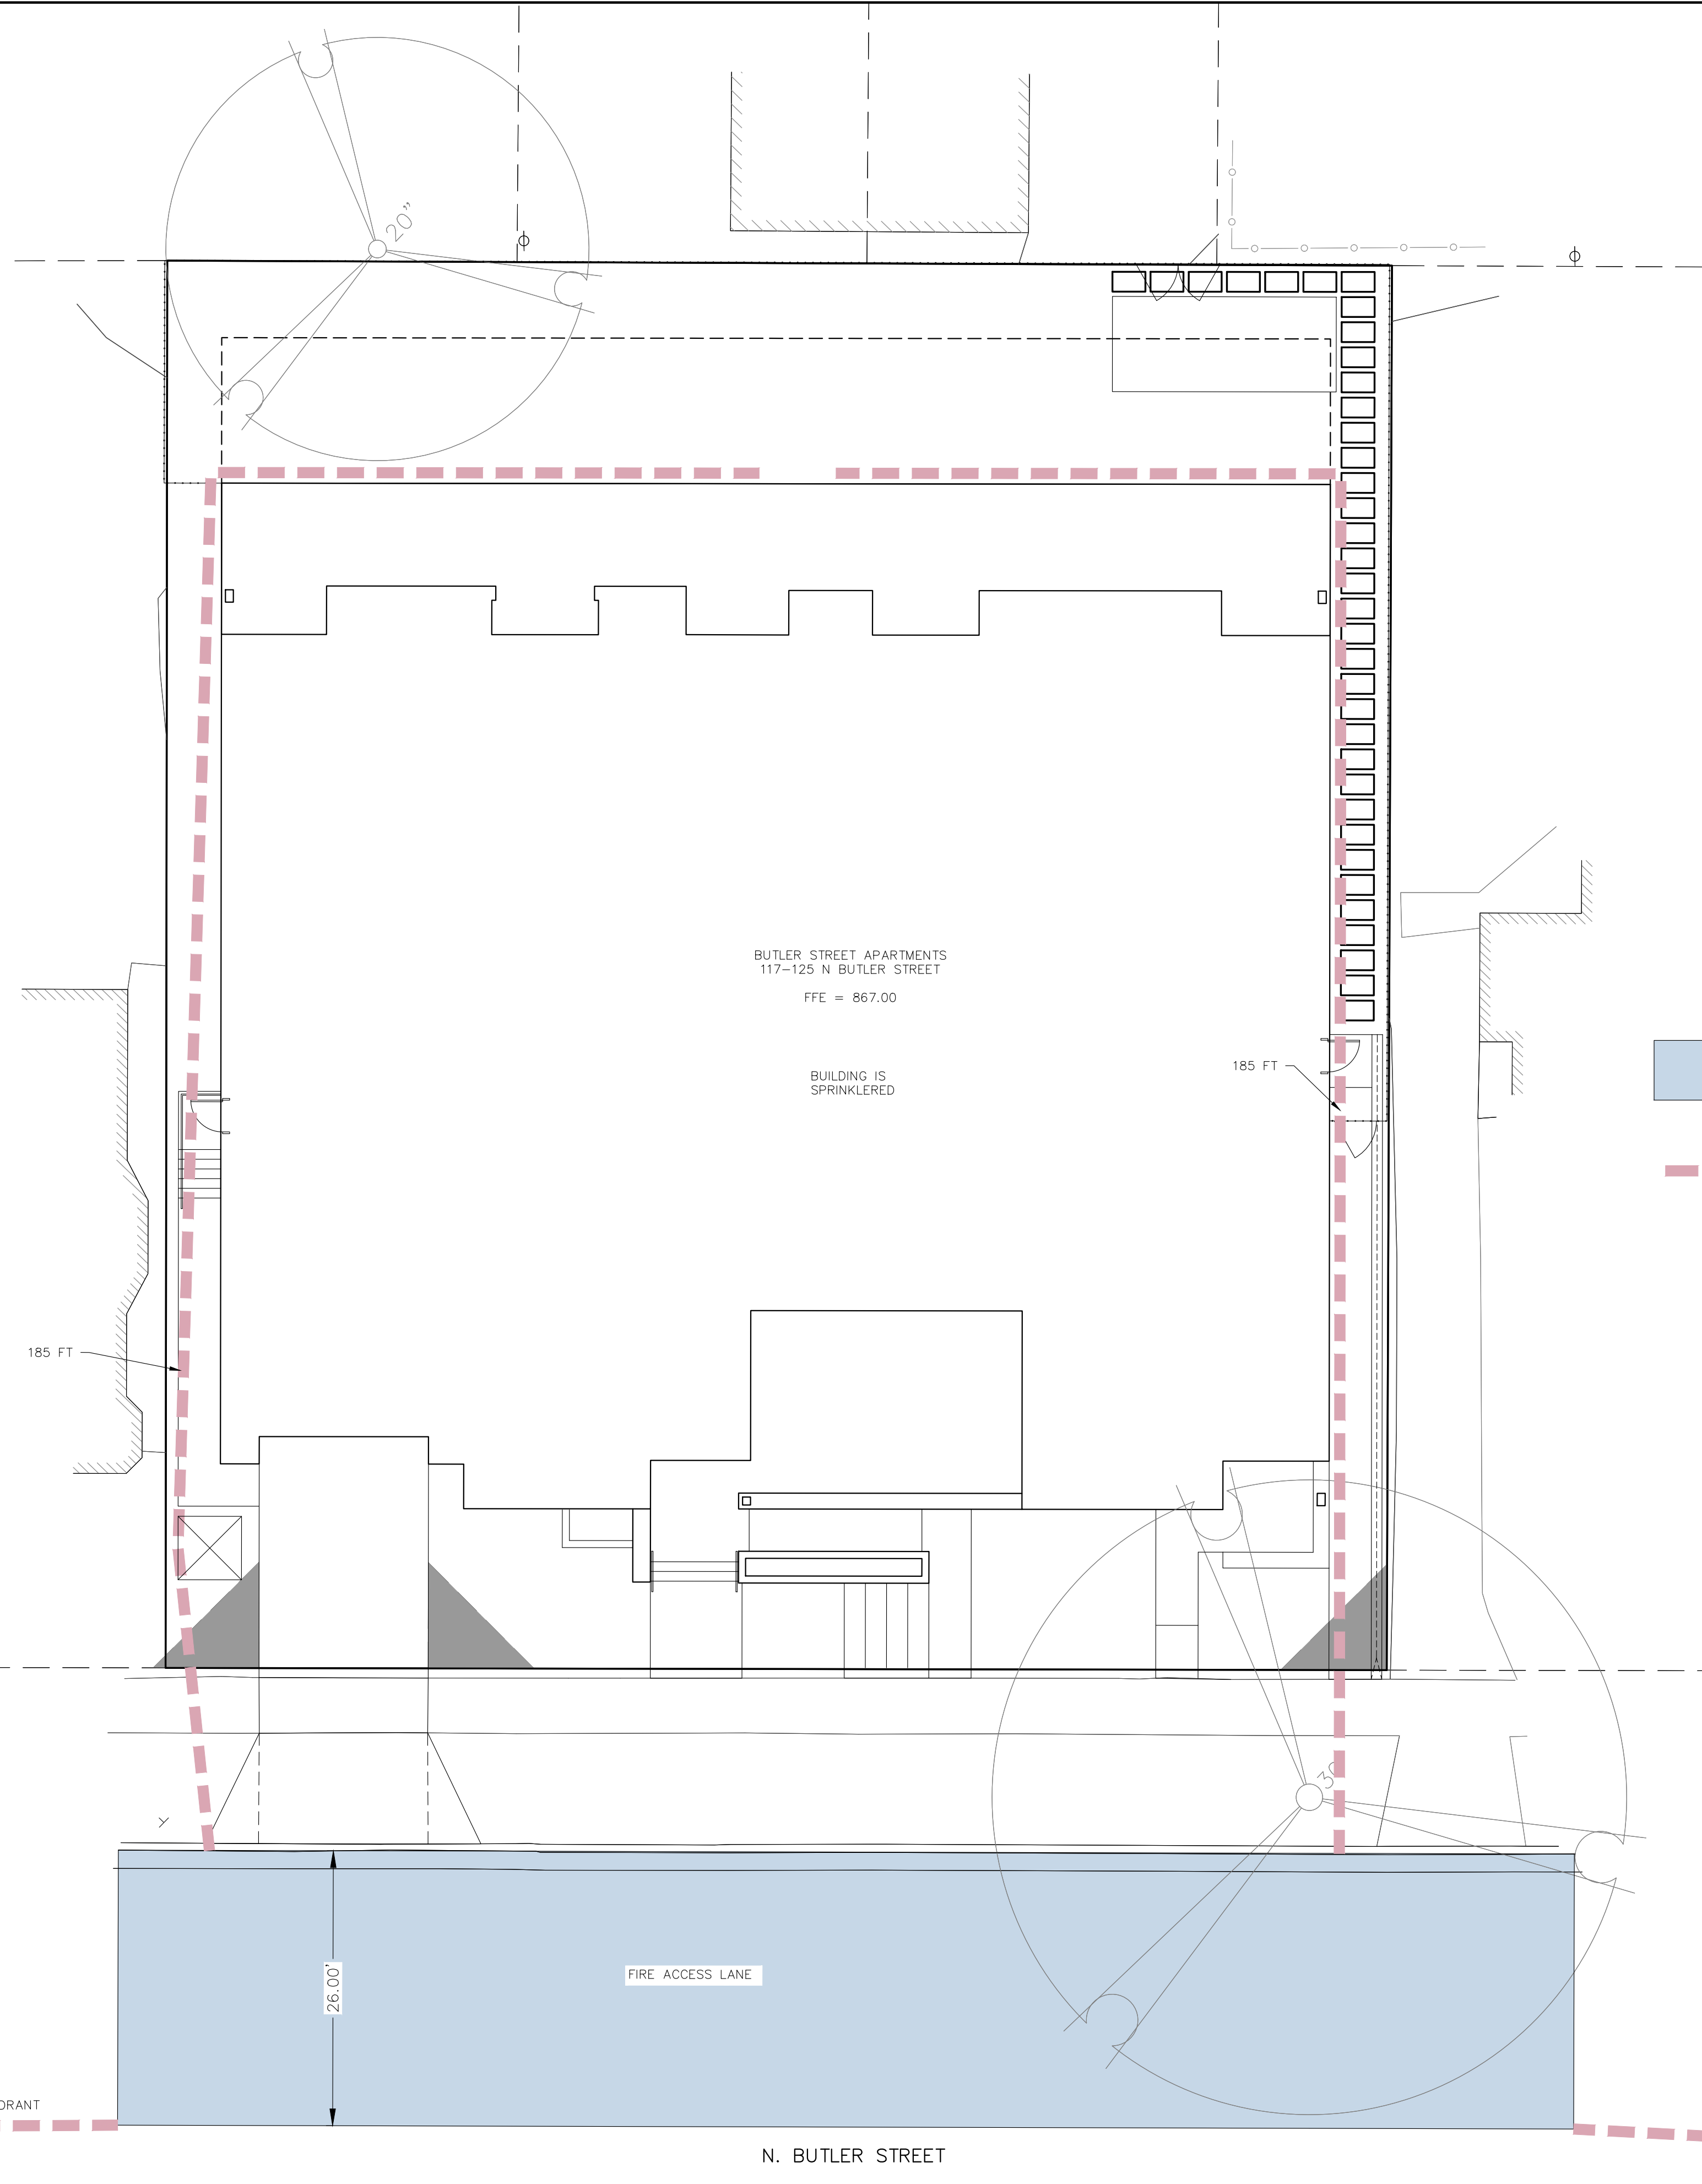 20"
BUTLER STREET APARTMENTS
117-125 N BUTLER STREET
FFE = 867.00
BUILDING IS
SPRINKLERED
185 FT
185 FT
26.00'
FIRE ACCESS LANE
N. BUTLER STREET